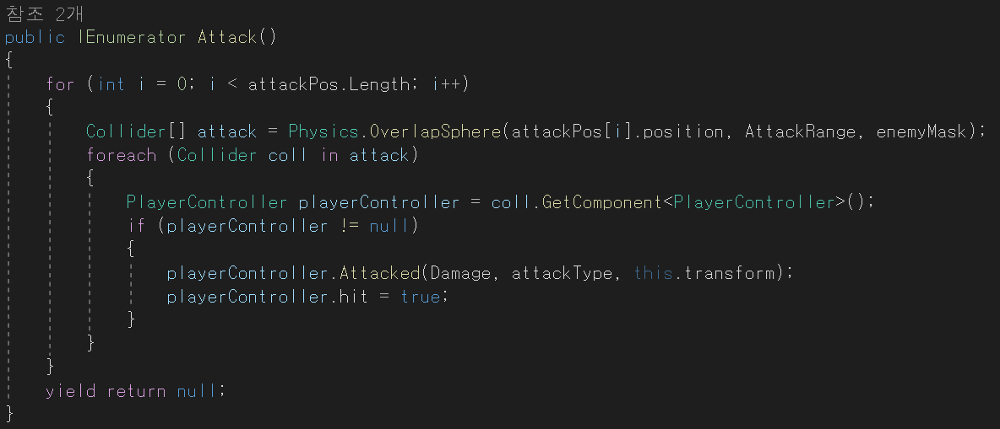 참조 2개
public IEnumerator Attack()
{
for (int i = 0; i < attackPos.Length; i++)
{
Collider[] attack = Physics.OverlapSphere(attackPos[i].position, AttackRange, enemyMask);
foreach (Collider coll in attack)
{
PlayerController playerController = coll.GetComponent<PlayerController>();
if (playerController != null)
{
playerController.Attacked(Damage, attackType, this.transform);
playerController.hit = true;
}
}
}
yield return null;
}